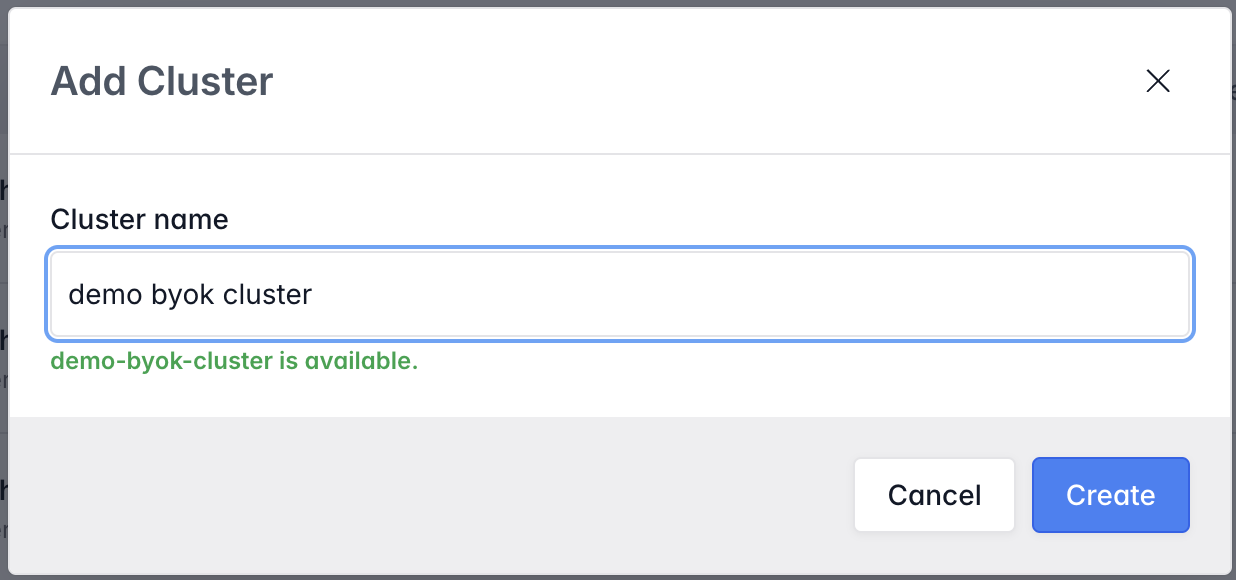 Add Cluster
Cluster name
demo byok cluster
demo-byok-cluster is available.
Cancel
Create